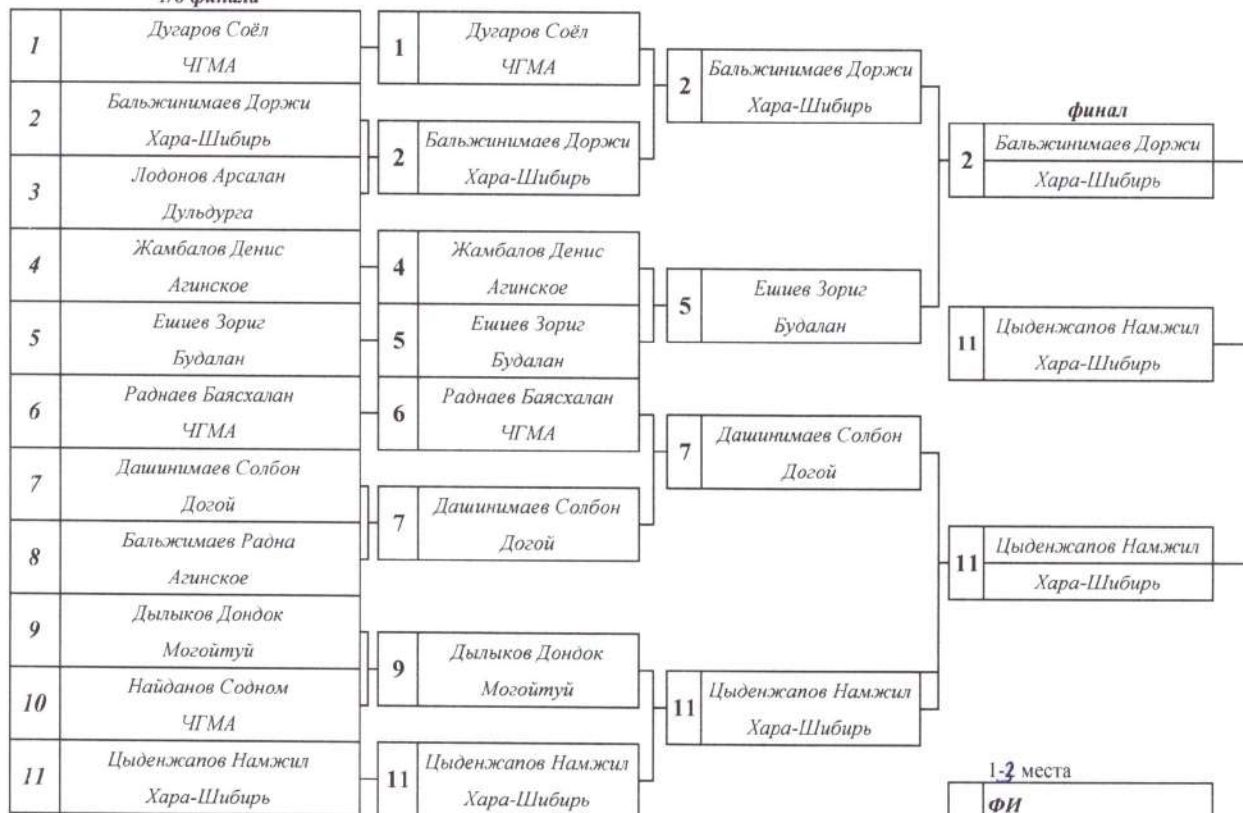 финала
1
Дугаров Соёл
ЧГМА
2
Бальжинимаев Доржи
Хара-Шибирь
3
Лодонов Арсалан
Дульдурга
4
Жамбалов Денис
Агинское
5
Ешиев Зориг
Будалан
6
Раднаев Баясхалан
ЧГМА
7
Дашинимаев Солбон
Догой
8
Бальжимаев Радна
Агинское
9
Дылыков Дондок
Могойтуй
10
Найданов Содном
ЧГМА
11
Цыденжапов Намжил
Хара-Шибирь
1
Дугаров Соёл
ЧГМА
2
Бальжинимаев Доржи
Хара-Шибирь
4
Жамбалов Денис
Агинское
5
Ешиев Зориг
Будалан
6
Раднаев Баясхалан
ЧГМА
7
Дашинимаев Солбон
Догой
9
Дылыков Дондок
Могойтуй
11
Цыденжапов Намжил
Хара-Шибирь
2
Бальжинимаев Доржи
Хара-Шибирь
5
Ешиев Зориг
Будалан
7
Дашинимаев Солбон
Догой
11
Цыденжапов Намжил
Хара-Шибирь
финал
2
Бальжинимаев Доржи
Хара-Шибирь
11
Цыденжапов Намжил
Хара-Шибирь
11
Цыденжапов Намжил
Хара-Шибирь
1-2 места
ФИ